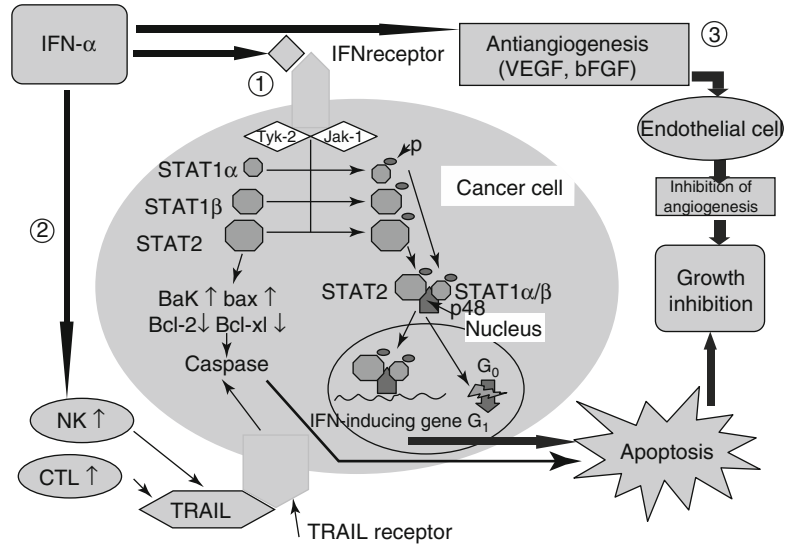 IFN-α
IFNreceptor
①
Antiangiogenesis
(VEGF, bFGF)
③
Endothelial cell
Inhibition of
angiogenesis
Growth
inhibition
Tyk-2 Jak-1
p
STAT1α
STAT1β
STAT2
Cancer cell
②
BaK ↑ bax ↑
Bcl-2↓ Bcl-xl ↓
Caspase
STAT2 STAT1α/β
p48
Nucleus
G0
IFN-inducing gene G1
NK ↑
CTL ↑
TRAIL
TRAIL receptor
Apoptosis